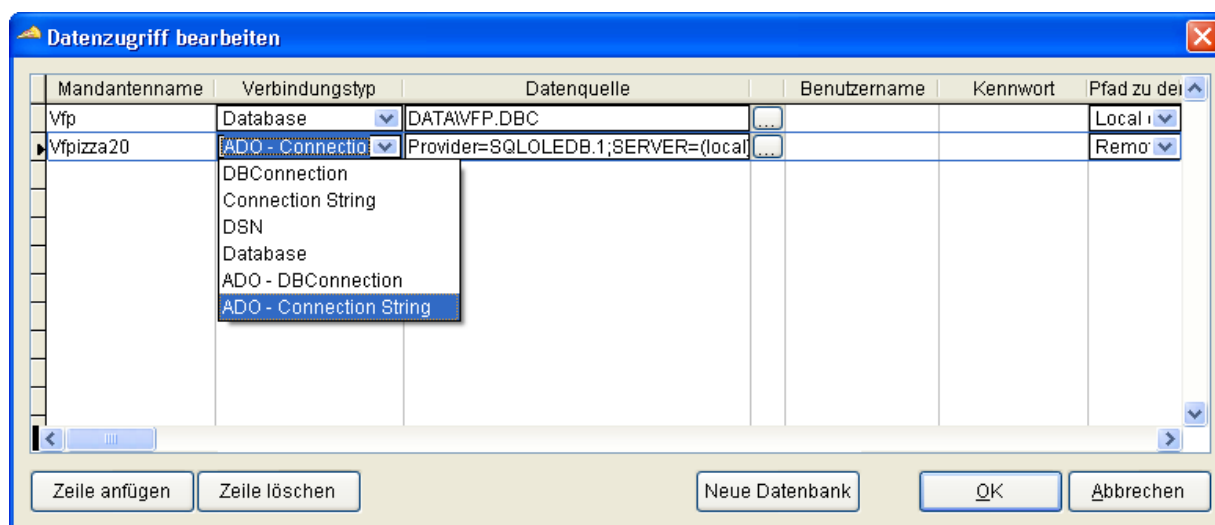 Datenzugriff bearbeiten
Mandantenname Verbindungstyp Datenquelle Benutzername Kennwort Pfad zu der
Vfp Database DATA\VFP.DBC ... Local
Vfpizza20 ADO - Connectio Provider=SQLOLEDB.1;SERVER=(local) ... Remo
DBConnection
Connection String
DSN
Database
ADO - DBConnection
ADO - Connection String
Zeile anfügen Zeile löschen Neue Datenbank OK Abbrechen